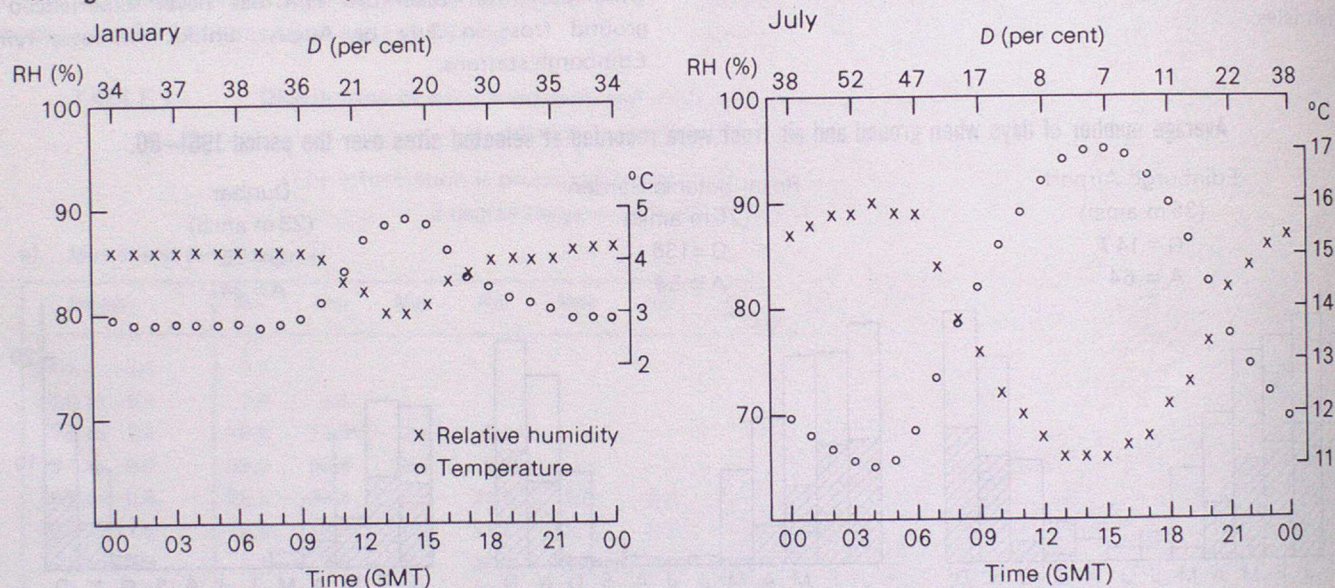 January
D (per cent)
RH (%)
34 37 38 36 21 20 30 35 34
100
90
80
70
°C
5
4
3
2
x Relative humidity
Temperature
00 03 06 09 12 15 18 21 00
Time (GMT)
July
D (per cent)
RH (%)
38 52 47 17 8 7 11 22 38
100
90
80
70
°C
17
16
15
14
13
12
11
00 03 06 09 12 15 18 21 00
Time (GMT)